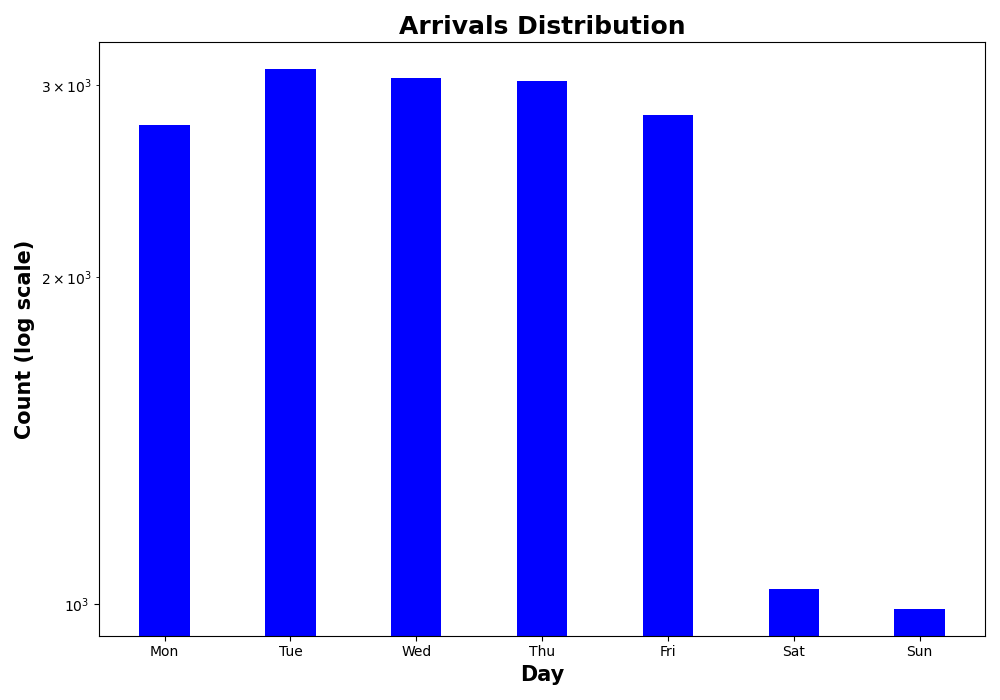 Arrivals Distribution
Count (log scale)
3 × 10³
2 × 10³
10³
Mon Tue Wed Thu Fri Sat Sun
Day